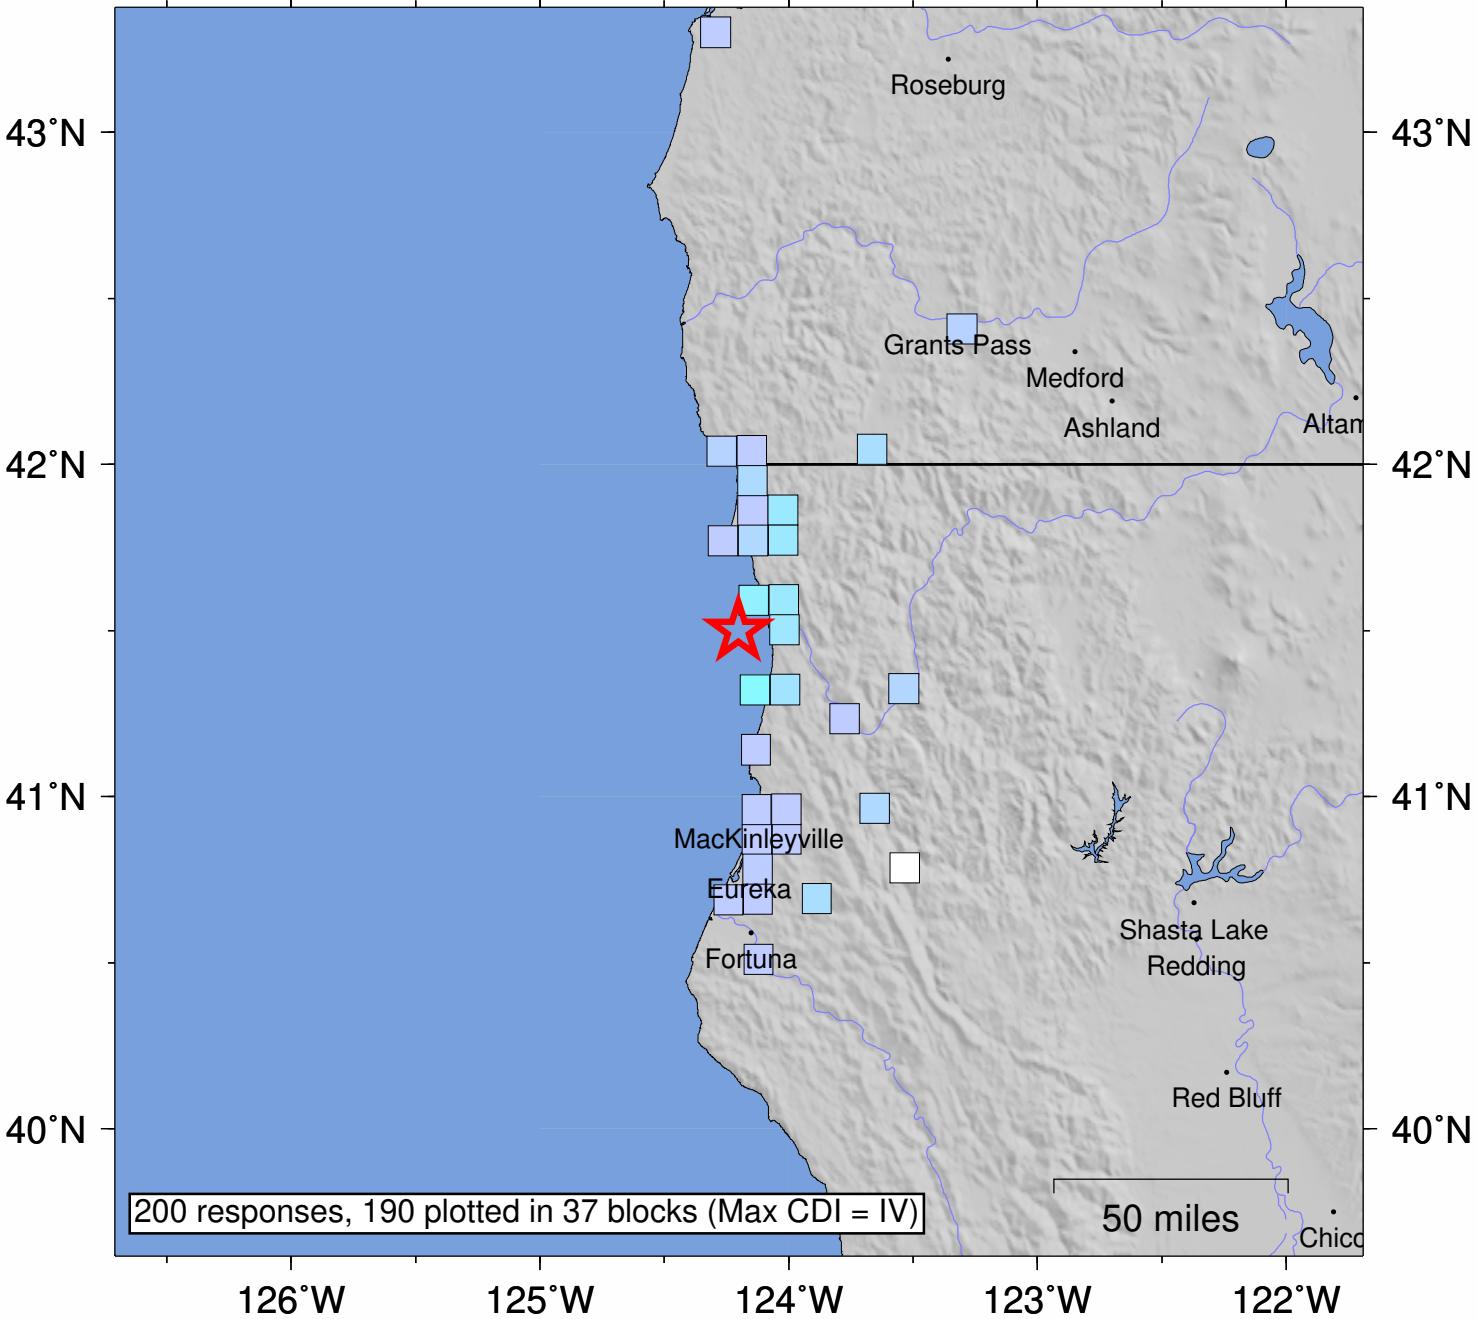 Roseburg
43°N
43°N
Grants Pass
Medford
Ashland
Altam
42°N
42°N
41°N
41°N
MacKinleyville
Eureka
Shasta Lake
Fortuna
Redding
Red Bluff
40°N
40°N
200 responses, 190 plotted in 37 blocks (Max CDI = IV)
50 miles
Chico
126°W
125°W
124°W
123°W
122°W